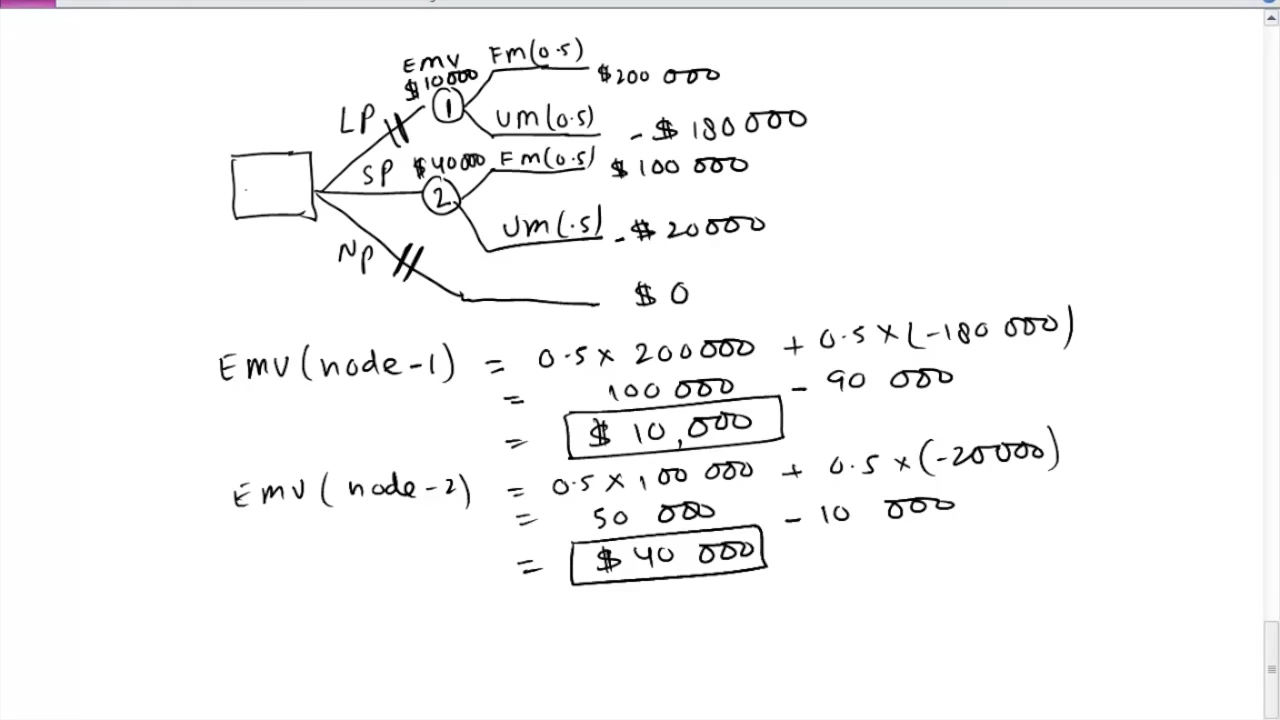 EMV Fm(0.5)
$10000 $200 000
LP 1 Um(0.5) - $ 180000
SP $40000 Fm(0.5) $100 000
2 Um(.5) - $ 20000
NP
$ 0
EMV(node-1) = 0.5 x 200000 + 0.5 x (-180 000)
= 100 000 - 90 000
= $ 10,000
EMV( node-2) = 0.5 x 100 000 + 0.5 x (-20000)
= 50 000 - 10 000
= $ 40 000